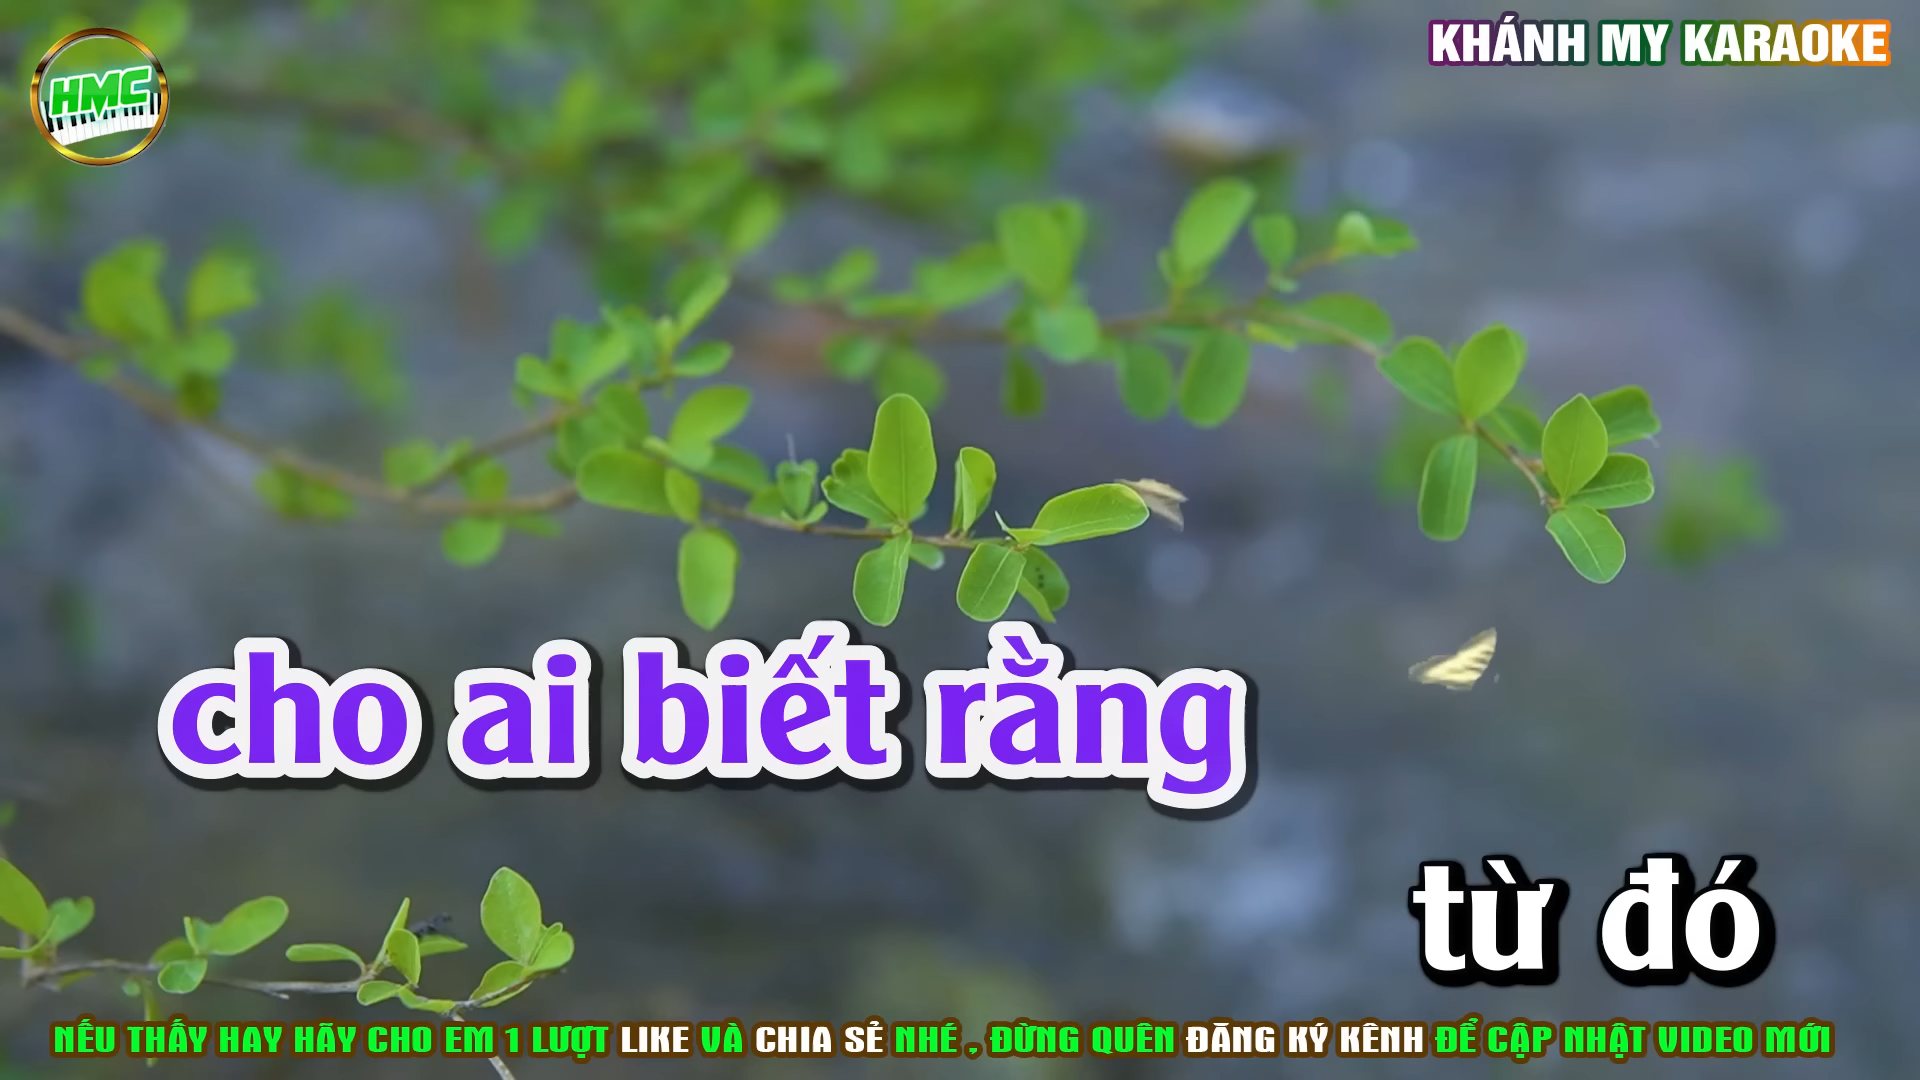 KHÁNH MY KARAOKE
HMC
cho ai biết rằng
từ đó
NẾU THẤY HAY HÃY CHO EM 1 LƯỢT LIKE VÀ CHIA SẺ NHÉ , ĐỪNG QUÊN ĐĂNG KÝ KÊNH ĐỂ CẬP NHẬT VIDEO MỚI